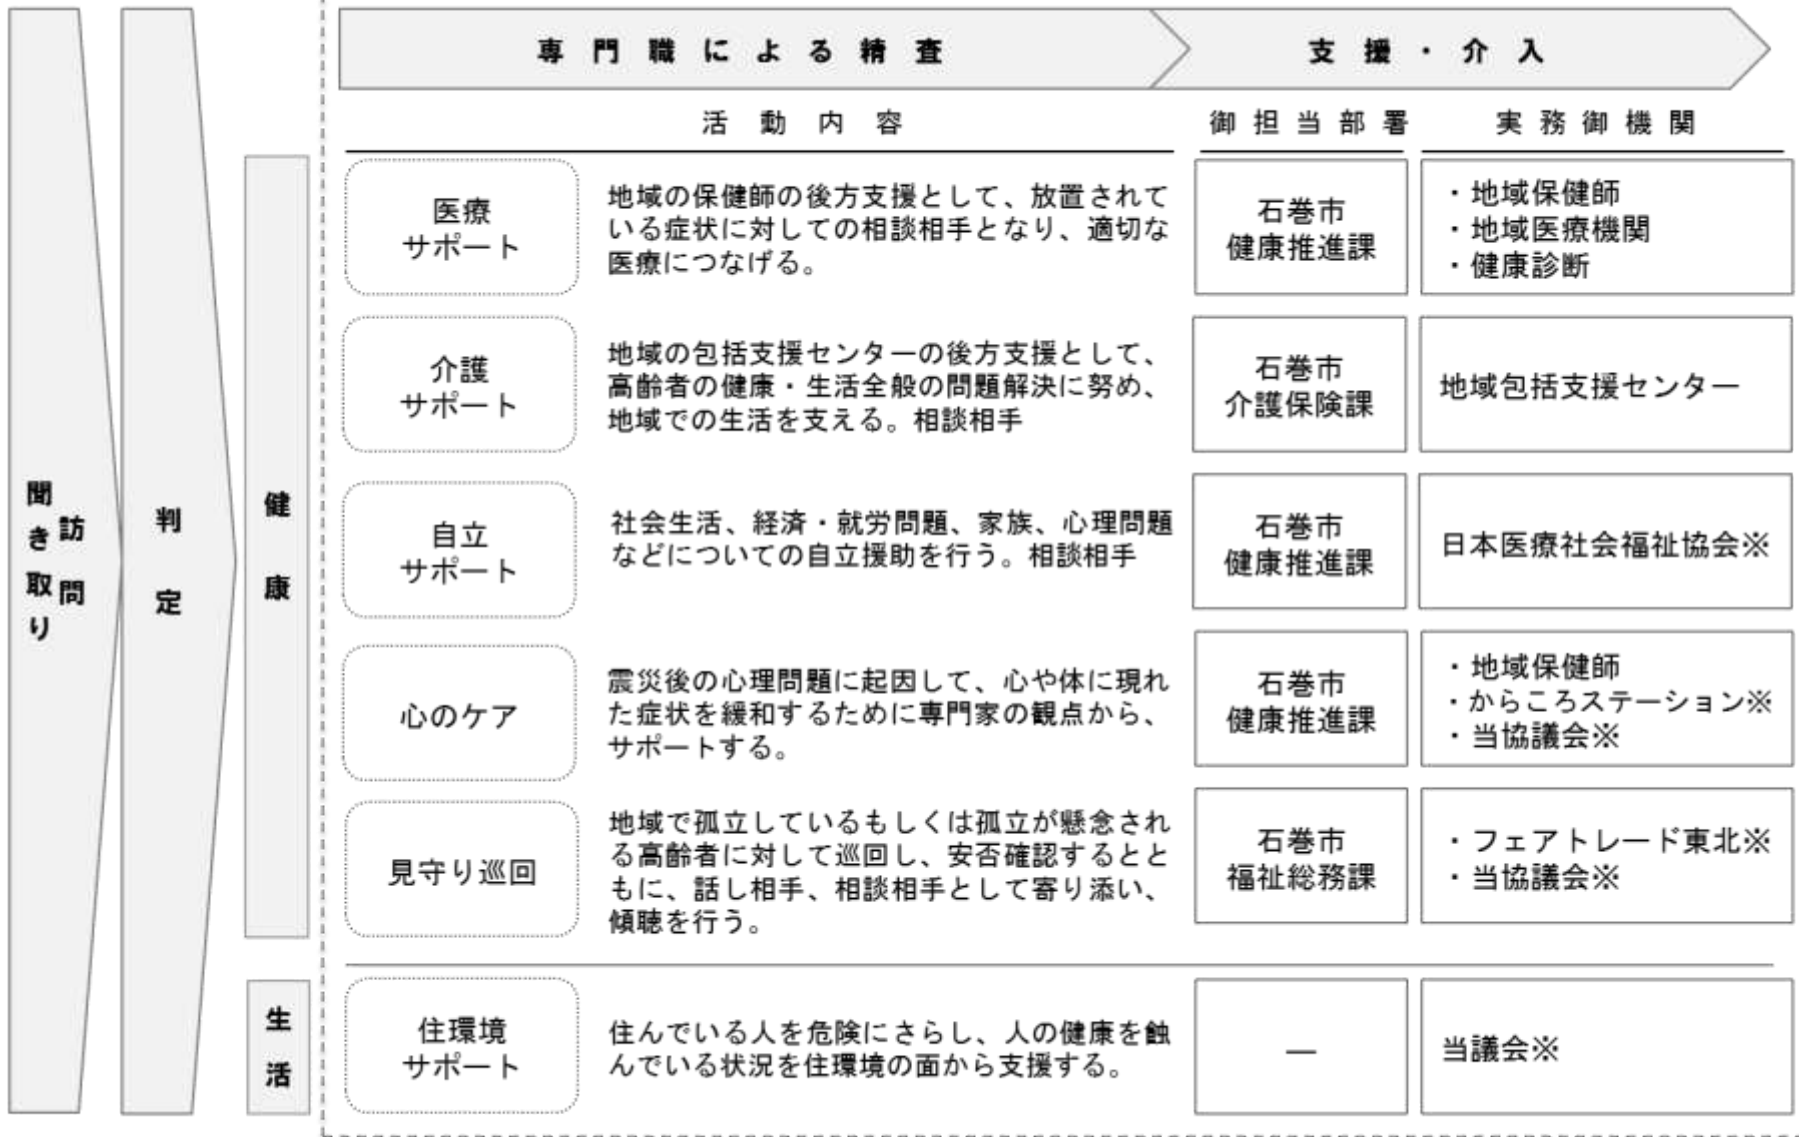 訪問
聞き取り
判定
専門職による精査
支援・介入
活動内容
御担当部署
実務御機関
健康
医療
サポート
地域の保健師の後方支援として、放置されて
いる症状に対しての相談相手となり、適切な
医療につなげる。
石巻市
健康推進課
・地域保健師
・地域医療機関
・健康診断
介護
サポート
地域の包括支援センターの後方支援として、
高齢者の健康・生活全般の問題解決に努め、
地域での生活を支える。相談相手
石巻市
介護保険課
地域包括支援センター
自立
サポート
社会生活、経済・就労問題、家族、心理問題
などについての自立援助を行う。相談相手
石巻市
健康推進課
日本医療社会福祉協会※
心のケア
震災後の心理問題に起因して、心や体に現れ
た症状を緩和するために専門家の観点から、
サポートする。
石巻市
健康推進課
・地域保健師
・からころステーション※
・当協議会※
見守り巡回
地域で孤立しているもしくは孤立が懸念され
る高齢者に対して巡回し、安否確認するとと
もに、話し相手、相談相手として寄り添い、
傾聴を行う。
石巻市
福祉総務課
・フェアトレード東北※
・当協議会※
生活
住環境
サポート
住んでいる人を危険にさらし、人の健康を蝕
んでいる状況を住環境の面から支援する。
―
当議会※